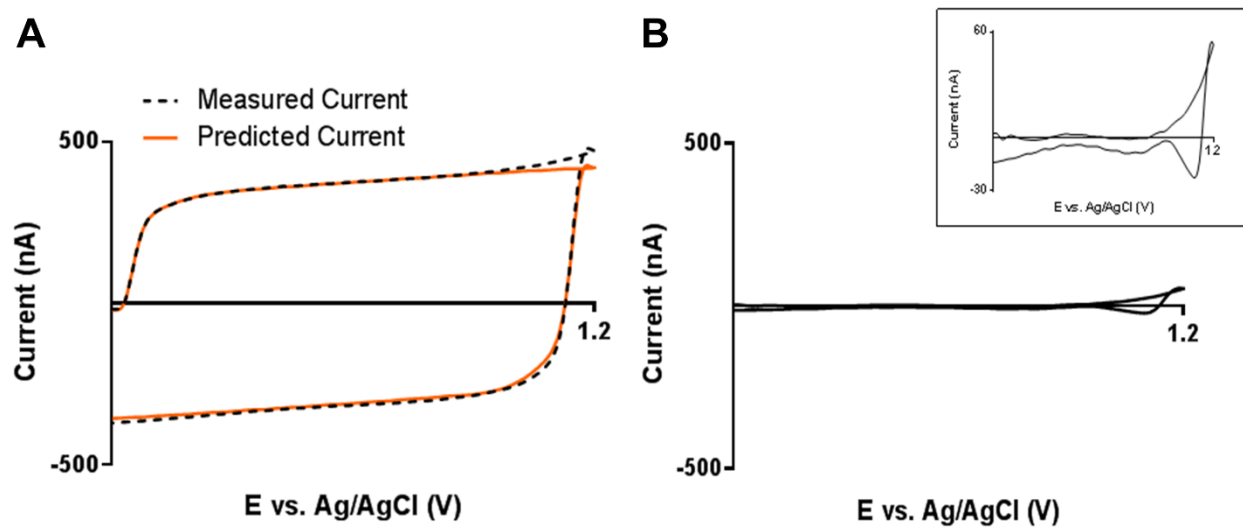 A
Measured Current
Predicted Current
500
Current (nA)
1.2
-500
E vs. Ag/AgCl (V)
B
500
Current (nA)
1.2
-500
E vs. Ag/AgCl (V)
60
Current (nA)
12
-30
E vs. Ag/AgCl (V)